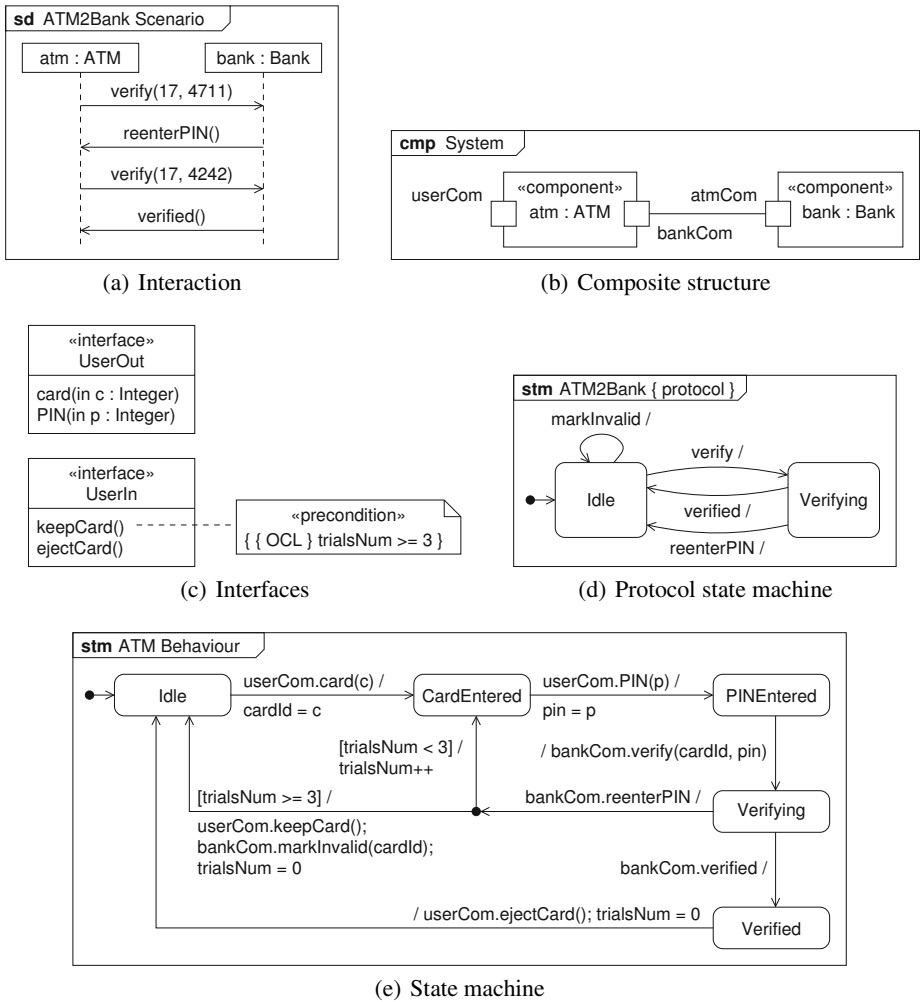 sd ATM2Bank Scenario
atm : ATM
bank : Bank
verify(17, 4711)
reenterPIN()
verify(17, 4242)
verified()
(a) Interaction
cmp System
userCom
«component»
atm : ATM
atmCom
bankCom
«component»
bank : Bank
(b) Composite structure
«interface»
UserOut
card(in c : Integer)
PIN(in p : Integer)
«interface»
UserIn
keepCard()
ejectCard()
«precondition»
{ { OCL } trialsNum >= 3 }
(c) Interfaces
stm ATM2Bank { protocol }
markInvalid /
verify /
Idle
Verifying
verified /
reenterPIN /
(d) Protocol state machine
stm ATM Behaviour
Idle
userCom.card(c) /
cardId = c
CardEntered
userCom.PIN(p) /
pin = p
PINEntered
[trialsNum < 3] /
trialsNum++
/ bankCom.verify(cardId, pin)
[trialsNum >= 3] /
userCom.keepCard();
bankCom.markInvalid(cardId);
trialsNum = 0
bankCom.reenterPIN /
Verifying
bankCom.verified /
/ userCom.ejectCard(); trialsNum = 0
Verified
(e) State machine